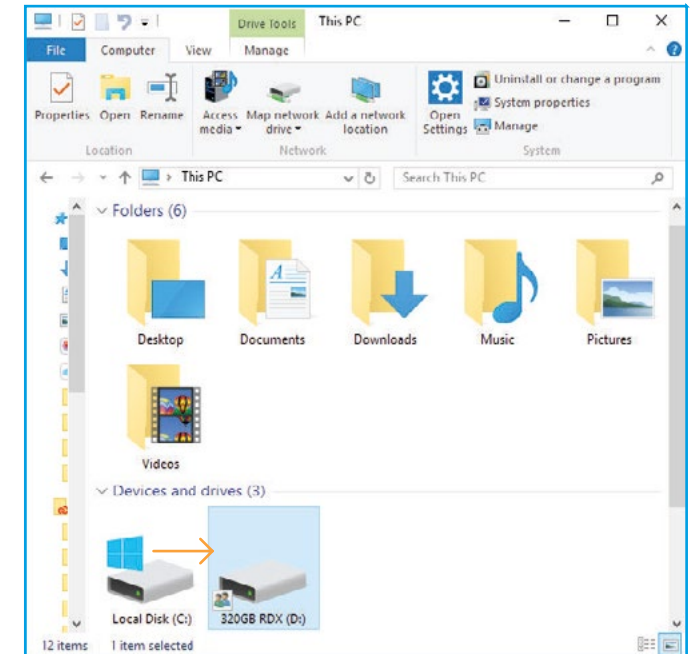 Drive Tools This PC
File Computer View Manage
Properties Open Rename Access media Map network drive Add a network location Open Settings Uninstall or change a program
System properties
Manage
Location Network System
This PC Search This PC
Folders (6)
Desktop Documents Downloads Music Pictures
Videos
Devices and drives (3)
Local Disk (C:) 320GB RDX (D:)
12 items 1 item selected